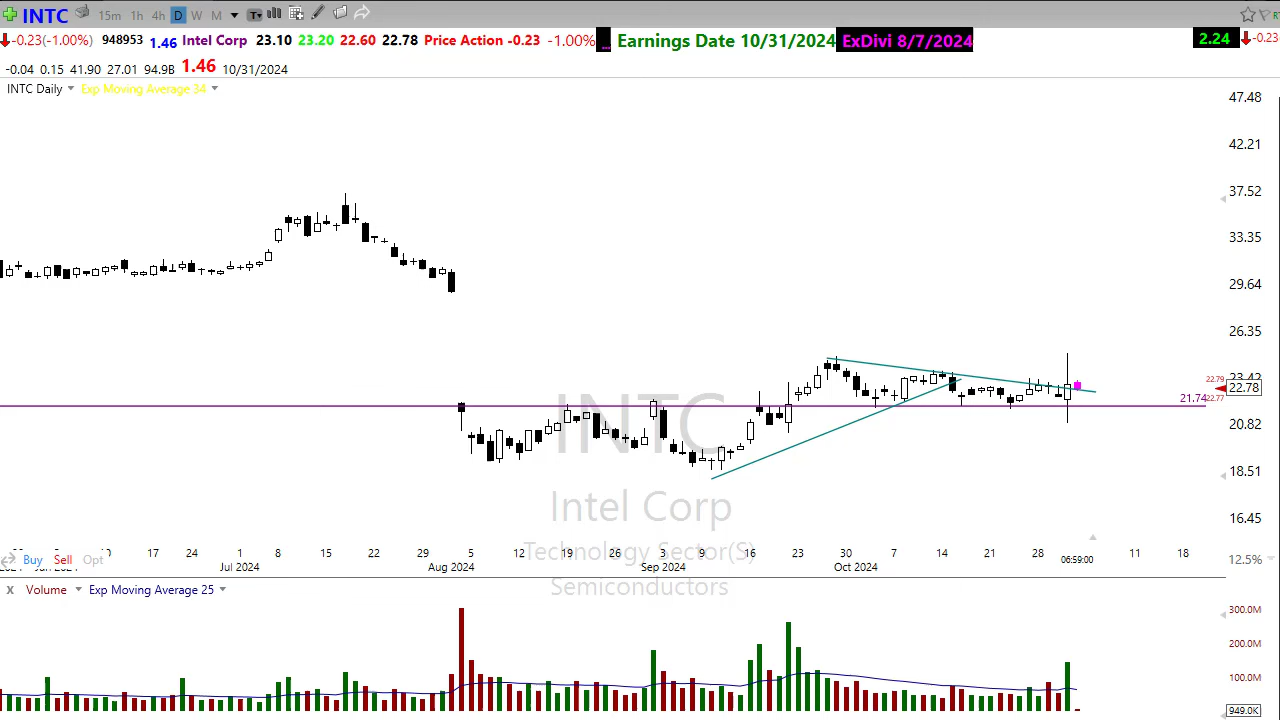 INTC 15m 1h 4h D W M T
-0.23(-1.00%) 948953 1.46 Intel Corp 23.10 23.20 22.60 22.78 Price Action -0.23 -1.00% ... Earnings Date 10/31/2024 ExDivi 8/7/2024 2.24 -0.23
-0.04 0.15 41.90 27.01 94.9B 1.46 10/31/2024
INTC Daily Exp Moving Average 34
47.48
42.21
37.52
33.35
29.64
26.35
22.79
22.78
21.74 22.77
20.82
18.51
16.45
12.5%
INTC
Intel Corp
Technology Sector(S)
Semiconductors
17 24 1 8 15 22 29 5 12 19 26 3 9 16 23 30 7 14 21 28 11 18
Buy Sell Opt 06:59:00
Jul 2024 Aug 2024 Sep 2024 Oct 2024
X Volume Exp Moving Average 25
300.0M
200.0M
100.0M
949.0K